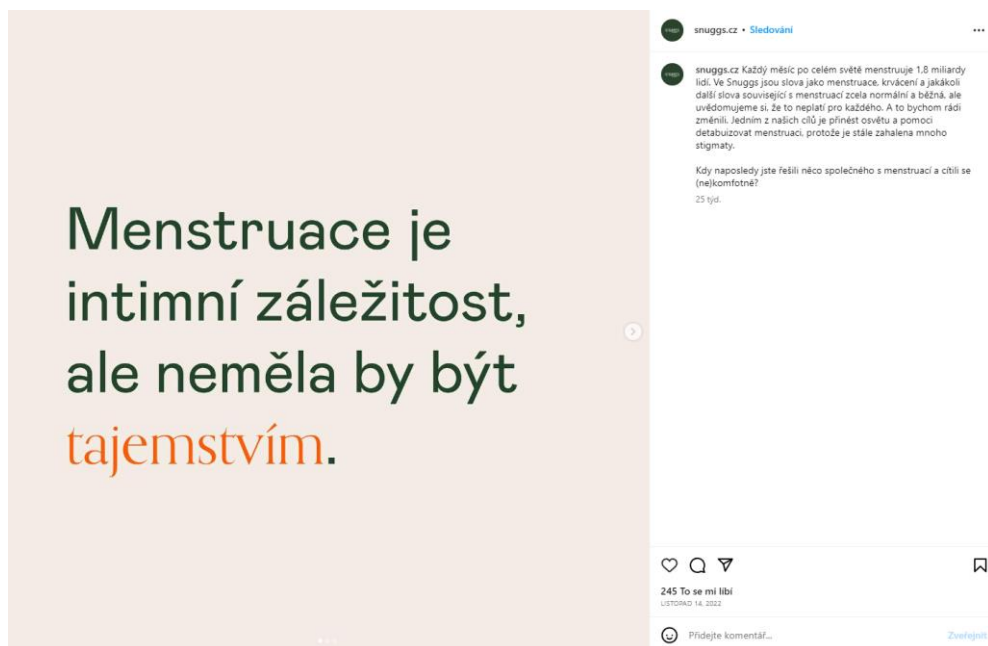 Menstruace je
intimní záležitost,
ale neměla by být
tajemstvím.
snuggs.cz • Sledování
snuggs.cz Každý měsíc po celém světě menstruuje 1,8 miliardy
lidí. Ve Snuggs jsou slova jako menstruace, krvácení a jakákoli
další slova související s menstruací zcela normální a běžná, ale
uvědomujeme si, že to neplatí pro každého. A to bychom rádi
změnili. Jedním z našich cílů je přinést osvětu a pomoci
detabuizovat menstruaci, protože je stále zahalena mnoho
stigmaty.
Kdy naposledy jste řešili něco společného s menstruací a cítili se
(ne)komfotně?
25 týd.
245 To se mi líbí
LISTOPAD 14, 2022
Přidejte komentář...
Zveřejnit